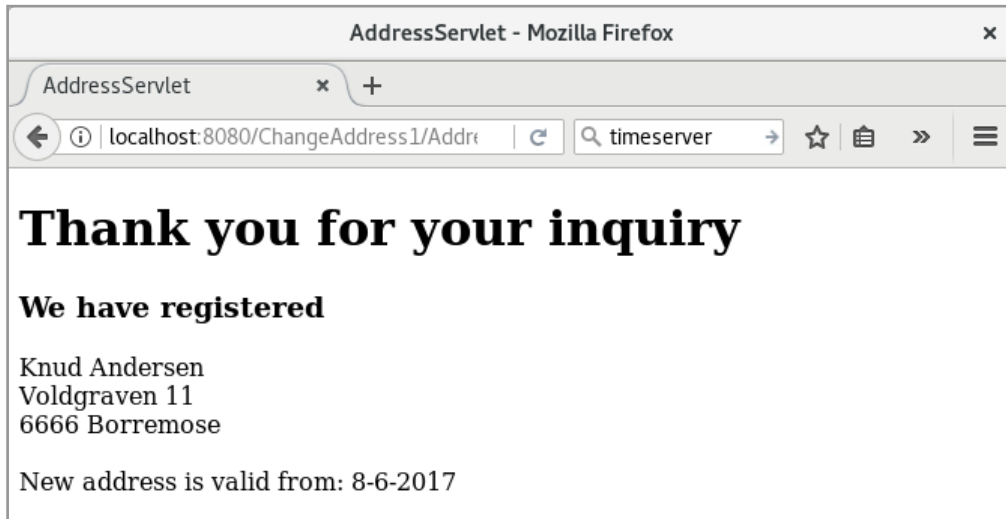 AddressServlet - Mozilla Firefox
AddressServlet
localhost:8080/ChangeAddress1/Addre
timeserver
Thank you for your inquiry
We have registered
Knud Andersen
Voldgraven 11
6666 Borremose
New address is valid from: 8-6-2017